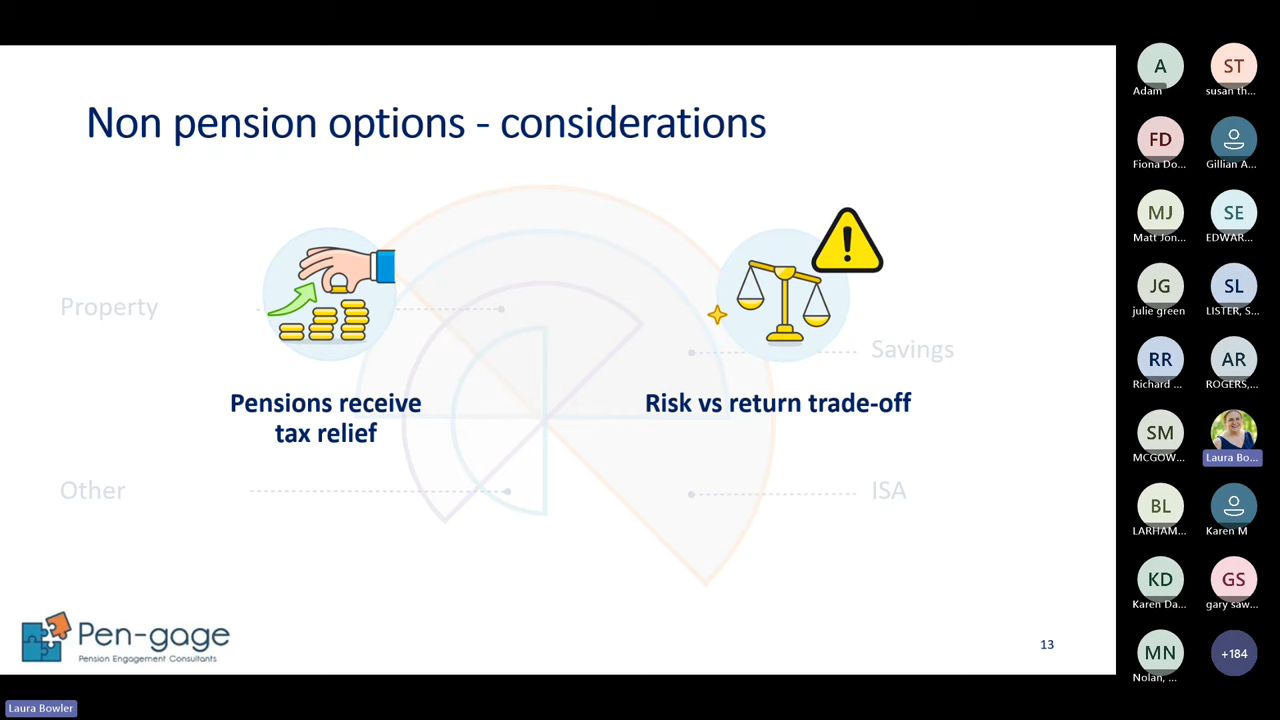 Non pension options - considerations
Property
Savings
Pensions receive
tax relief
Risk vs return trade-off
Other
ISA
Pen-gage
Pension Engagement Consultants
13
Laura Bowler
A
Adam
ST
susan th...
FD
Fiona Do...
Gillian A...
MJ
Matt Jon...
SE
EDWAR...
JG
julie green
SL
LISTER, S...
RR
Richard ...
AR
ROGERS,...
SM
MCGOW...
Laura Bo...
BL
LARHAM...
Karen M
KD
Karen Da...
GS
gary saw...
MN
Nolan, ...
+184